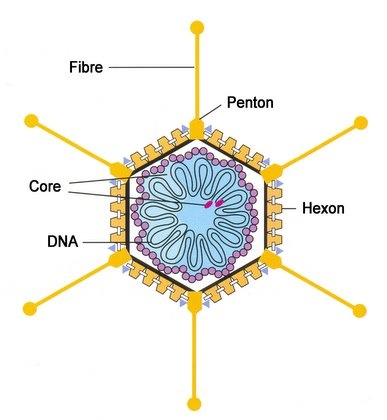 Fibre
Penton
Core
Hexon
DNA